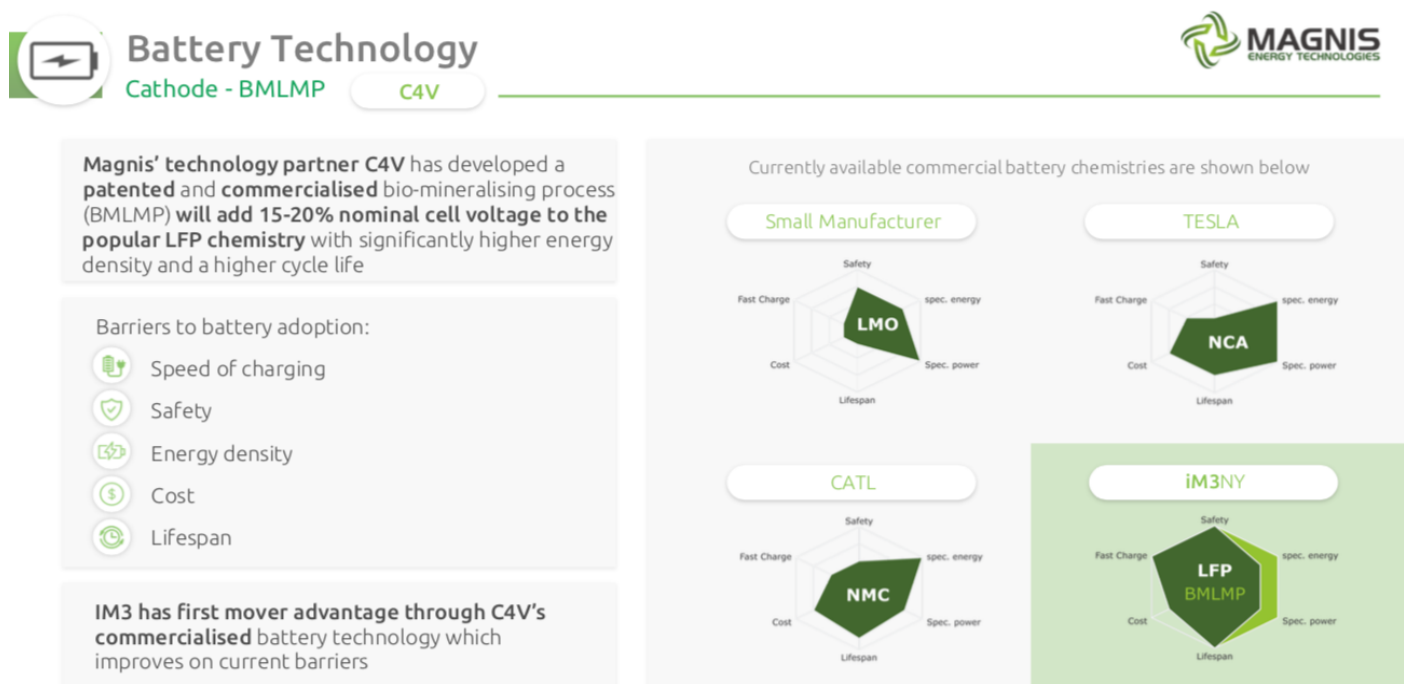 Battery Technology
Cathode - BMLMP
C4V
MAGNIS
ENERGY TECHNOLOGIES
Magnis’ technology partner C4V has developed a
patented and commercialised bio-mineralising process
(BMLMP) will add 15-20% nominal cell voltage to the
popular LFP chemistry with significantly higher energy
density and a higher cycle life
Barriers to battery adoption:
Speed of charging
Safety
Energy density
$
Cost
Lifespan
IM3 has first mover advantage through C4V’s
commercialised battery technology which
improves on current barriers
Currently available commercial battery chemistries are shown below
Small Manufacturer
Safety
Fast Charge
spec. energy
LMO
Cost
Spec. power
Lifespan
TESLA
Safety
Fast Charge
spec. energy
NCA
Cost
Spec. power
Lifespan
CATL
Safety
Fast Charge
spec. energy
NMC
Cost
Spec. power
Lifespan
iM3NY
Safety
Fast Charge
spec. energy
LFP
BMLMP
Cost
Spec. power
Lifespan